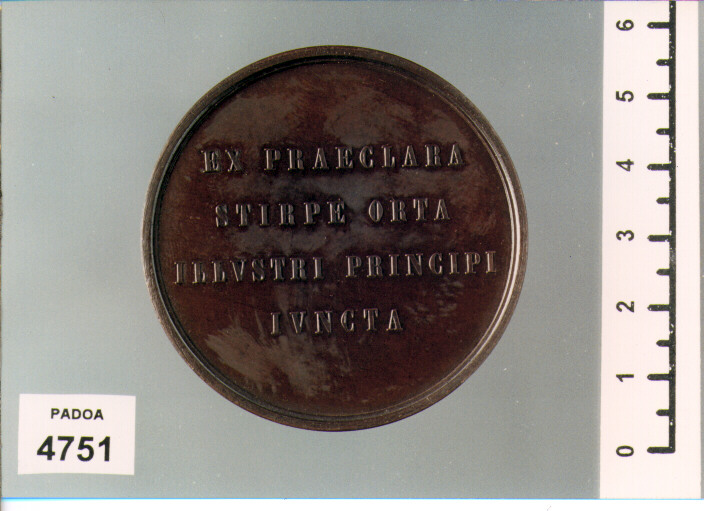 EX PRAECLARA
STIRPE ORTA
ILLVSTRI PRINCIPI
IVNCTA
PADOA
4751
6
5
4
3
2
1
0